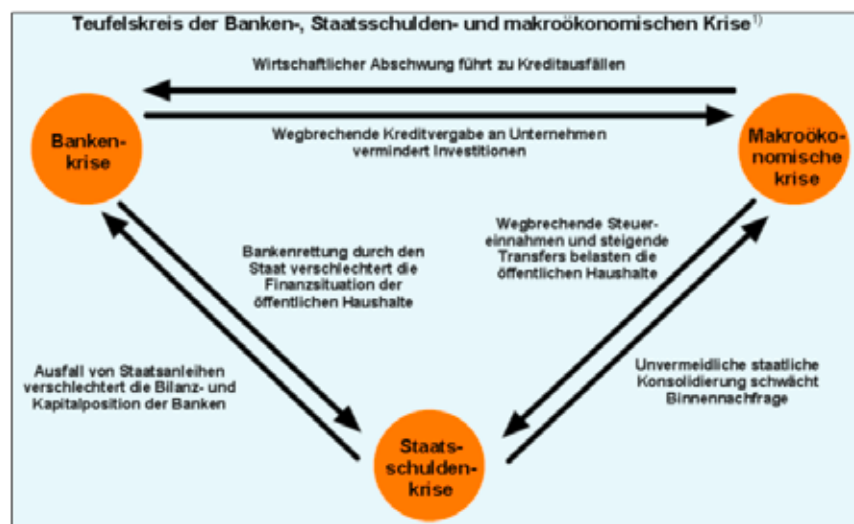 Teufelskreis der Banken-, Staatsschulden- und makroökonomischen Krise¹⁾
Wirtschaftlicher Abschwung führt zu Kreditausfällen
Banken-
krise
Wegbrechende Kreditvergabe an Unternehmen
vermindert Investitionen
Makroöko-
nomische
krise
Bankenrettung durch den
Staat verschlechtert die
Finanzsituation der
öffentlichen Haushalte
Wegbrechende Steuer-
einnahmen und steigende
Transfers belasten die
öffentlichen Haushalte
Ausfall von Staatsanleihen
verschlechtert die Bilanz- und
Kapitalposition der Banken
Unvermeidliche staatliche
Konsolidierung schwächt
Binnennachfrage
Staats-
schulden-
krise